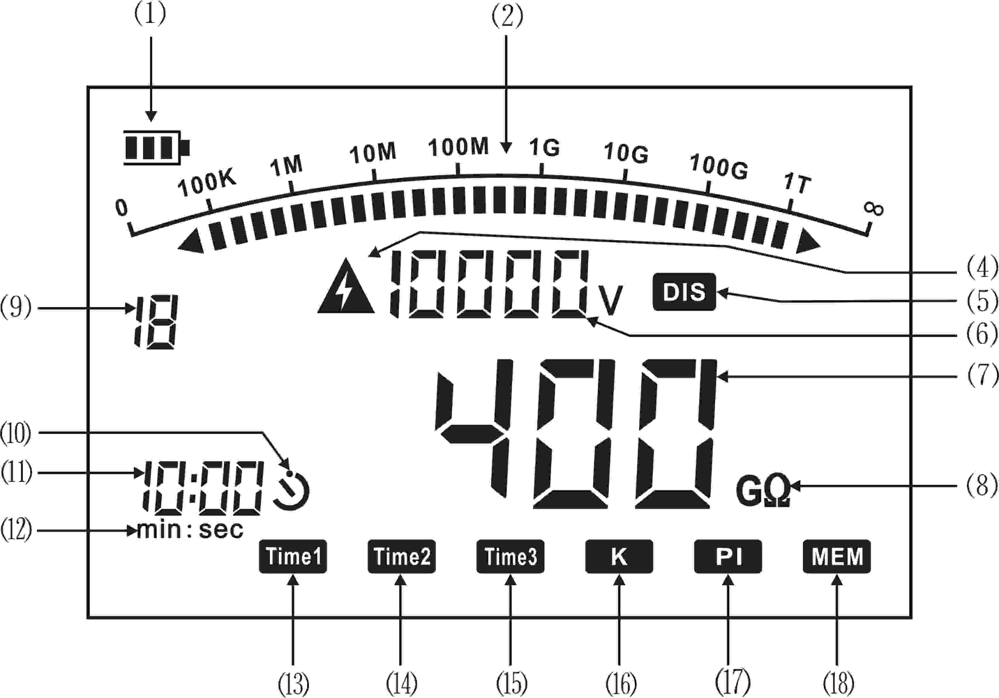 (1) (2)
0 100K 1M 10M 100M 1G 10G 100G 1T ∞
(4)
10000 V DIS (5)
(9) 18
(6)
(7)
400
(10)
(11) 10:00
GΩ (8)
(12) min:sec
Time1 Time2 Time3 K PI MEM
(13) (14) (15) (16) (17) (18)